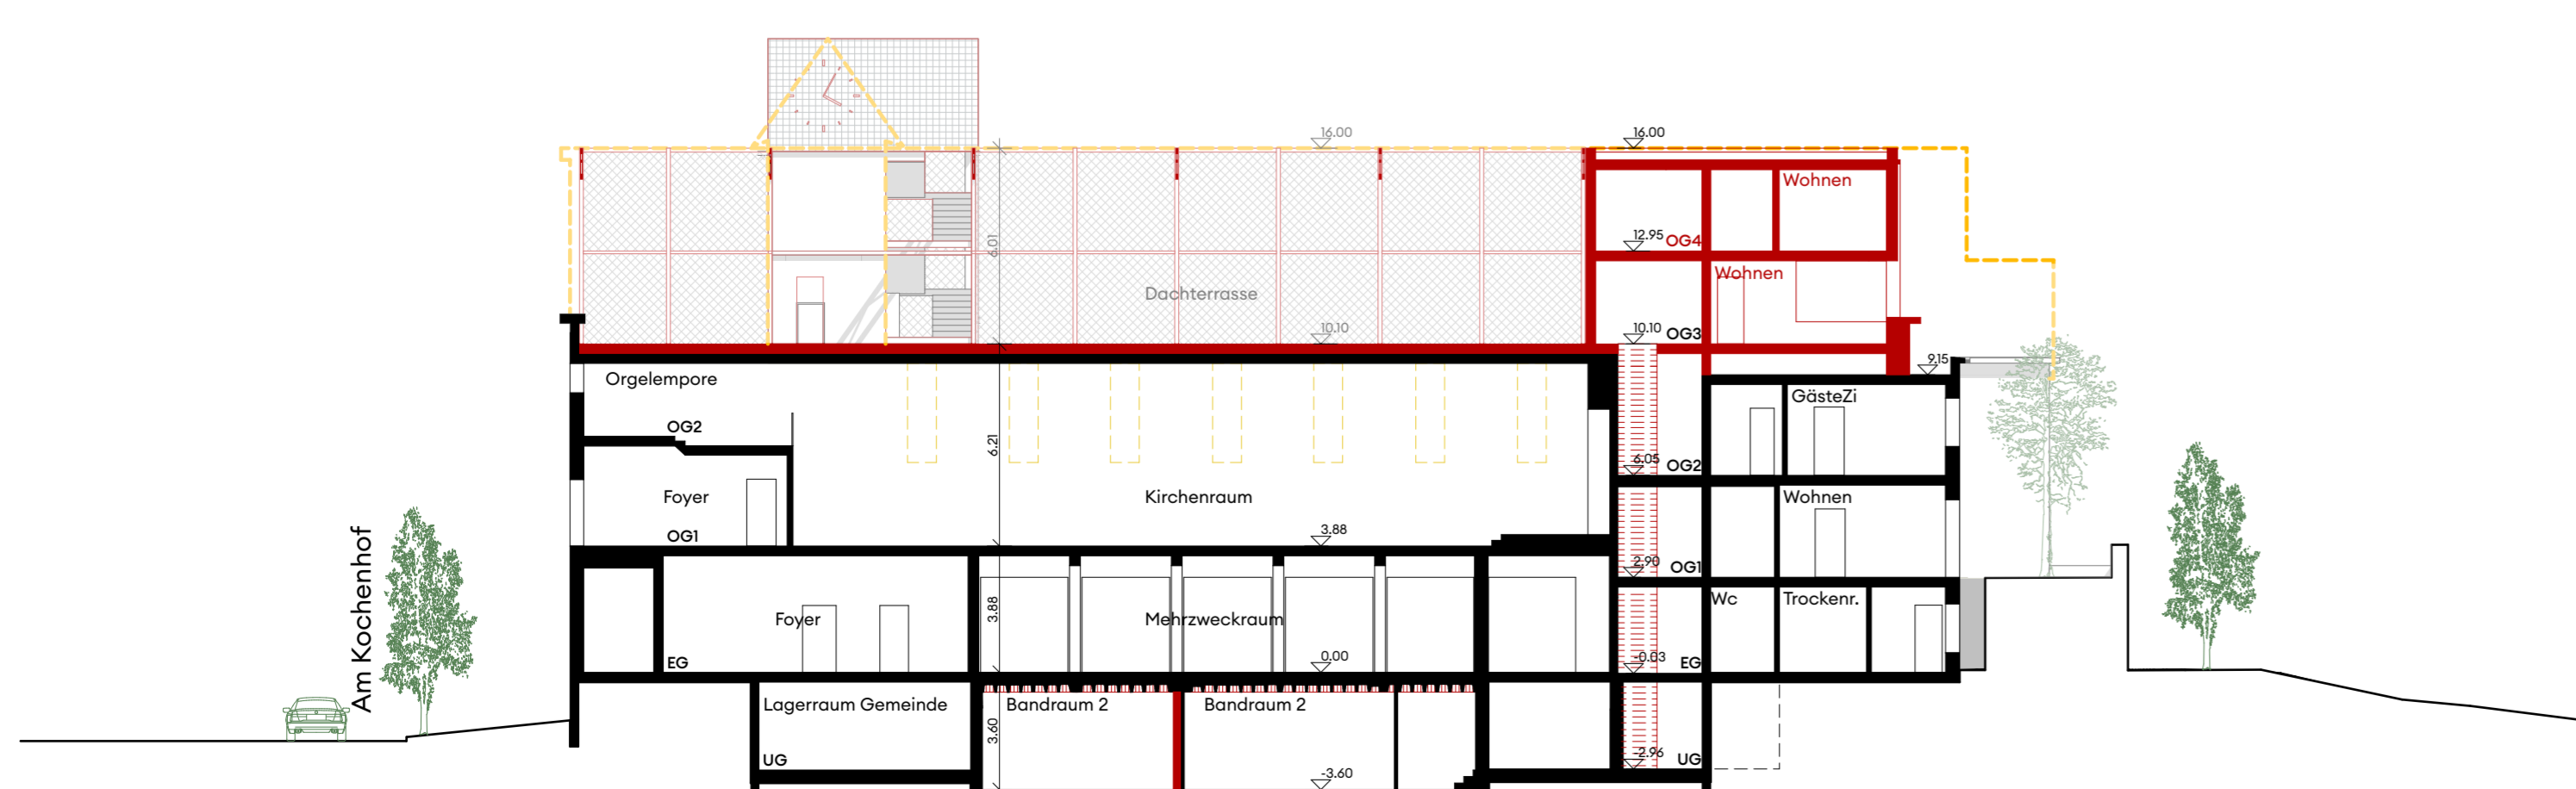 16.00
16.00
Wohnen
12.95
OG4
6.01
Wohnen
Dachterrasse
10.10
10.10
OG3
9.15
Orgelempore
GästeZi
OG2
6.21
6.05
OG2
Foyer
Kirchenraum
Wohnen
OG1
3.88
2.90
OG1
Am Kochenhof
Foyer
3.88
Mehrzweckraum
Wc
Trockenr.
EG
0.00
-0.03
EG
Lagerraum Gemeinde
Bandraum 2
Bandraum 2
3.60
UG
-3.60
-2.96
UG